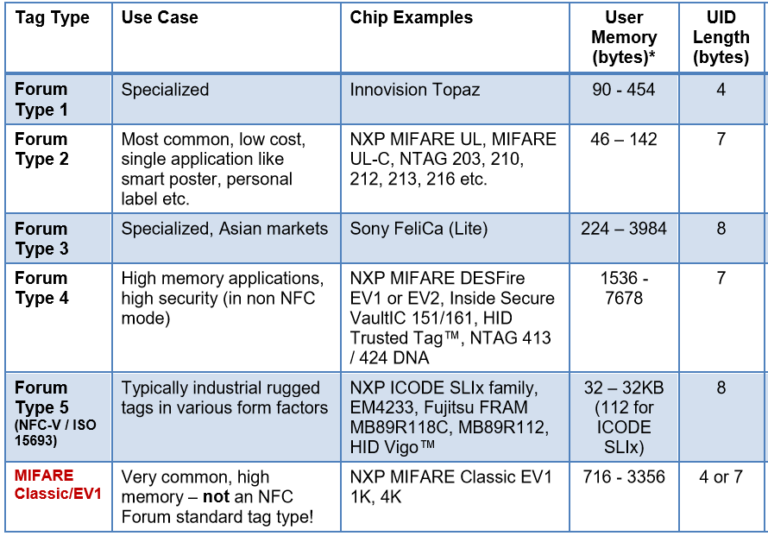 Tag Type
Use Case
Chip Examples
User
Memory
(bytes)*
UID
Length
(bytes)
Forum
Type 1
Specialized
Innovision Topaz
90 - 454
4
Forum
Type 2
Most common, low cost,
single application like
smart poster, personal
label etc.
NXP MIFARE UL, MIFARE
UL-C, NTAG 203, 210,
212, 213, 216 etc.
46 – 142
7
Forum
Type 3
Specialized, Asian markets
Sony FeliCa (Lite)
224 – 3984
8
Forum
Type 4
High memory applications,
high security (in non NFC
mode)
NXP MIFARE DESFire
EV1 or EV2, Inside Secure
VaultIC 151/161, HID
Trusted Tag™, NTAG 413
/ 424 DNA
1536 -
7678
7
Forum
Type 5
(NFC-V / ISO
15693)
Typically industrial rugged
tags in various form factors
NXP ICODE SLIx family,
EM4233, Fujitsu FRAM
MB89R118C, MB89R112,
HID Vigo™
32 – 32KB
(112 for
ICODE
SLIx)
8
MIFARE
Classic/EV1
Very common, high
memory – not an NFC
Forum standard tag type!
NXP MIFARE Classic EV1
1K, 4K
716 - 3356
4 or 7